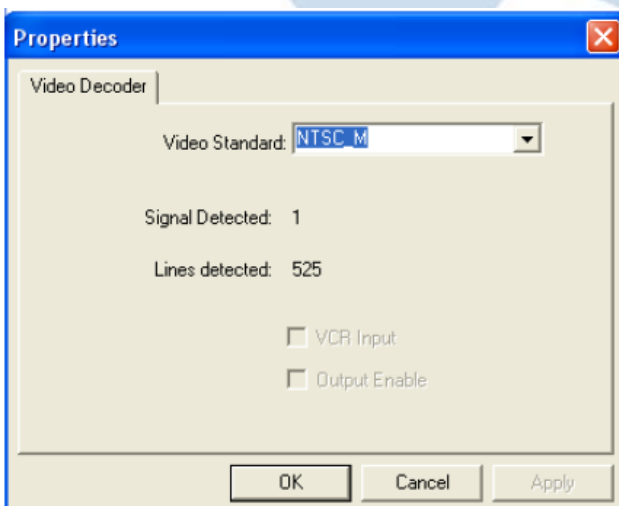 Properties
Video Decoder
Video Standard: NTSC_M
Signal Detected: 1
Lines detected: 525
VCR Input
Output Enable
OK Cancel Apply